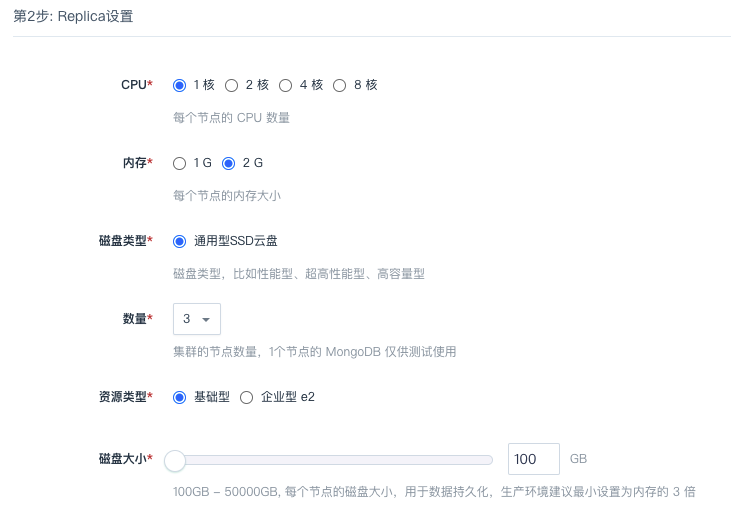 第2步: Replica设置
CPU* 1 核 2 核 4 核 8 核
每个节点的 CPU 数量
内存* 1 G 2 G
每个节点的内存大小
磁盘类型* 通用型SSD云盘
磁盘类型，比如性能型、超高性能型、高容量型
数量* 3
集群的节点数量，1个节点的 MongoDB 仅供测试使用
资源类型* 基础型 企业型 e2
磁盘大小* 100 GB
100GB - 50000GB, 每个节点的磁盘大小，用于数据持久化，生产环境建议最小设置为内存的 3 倍